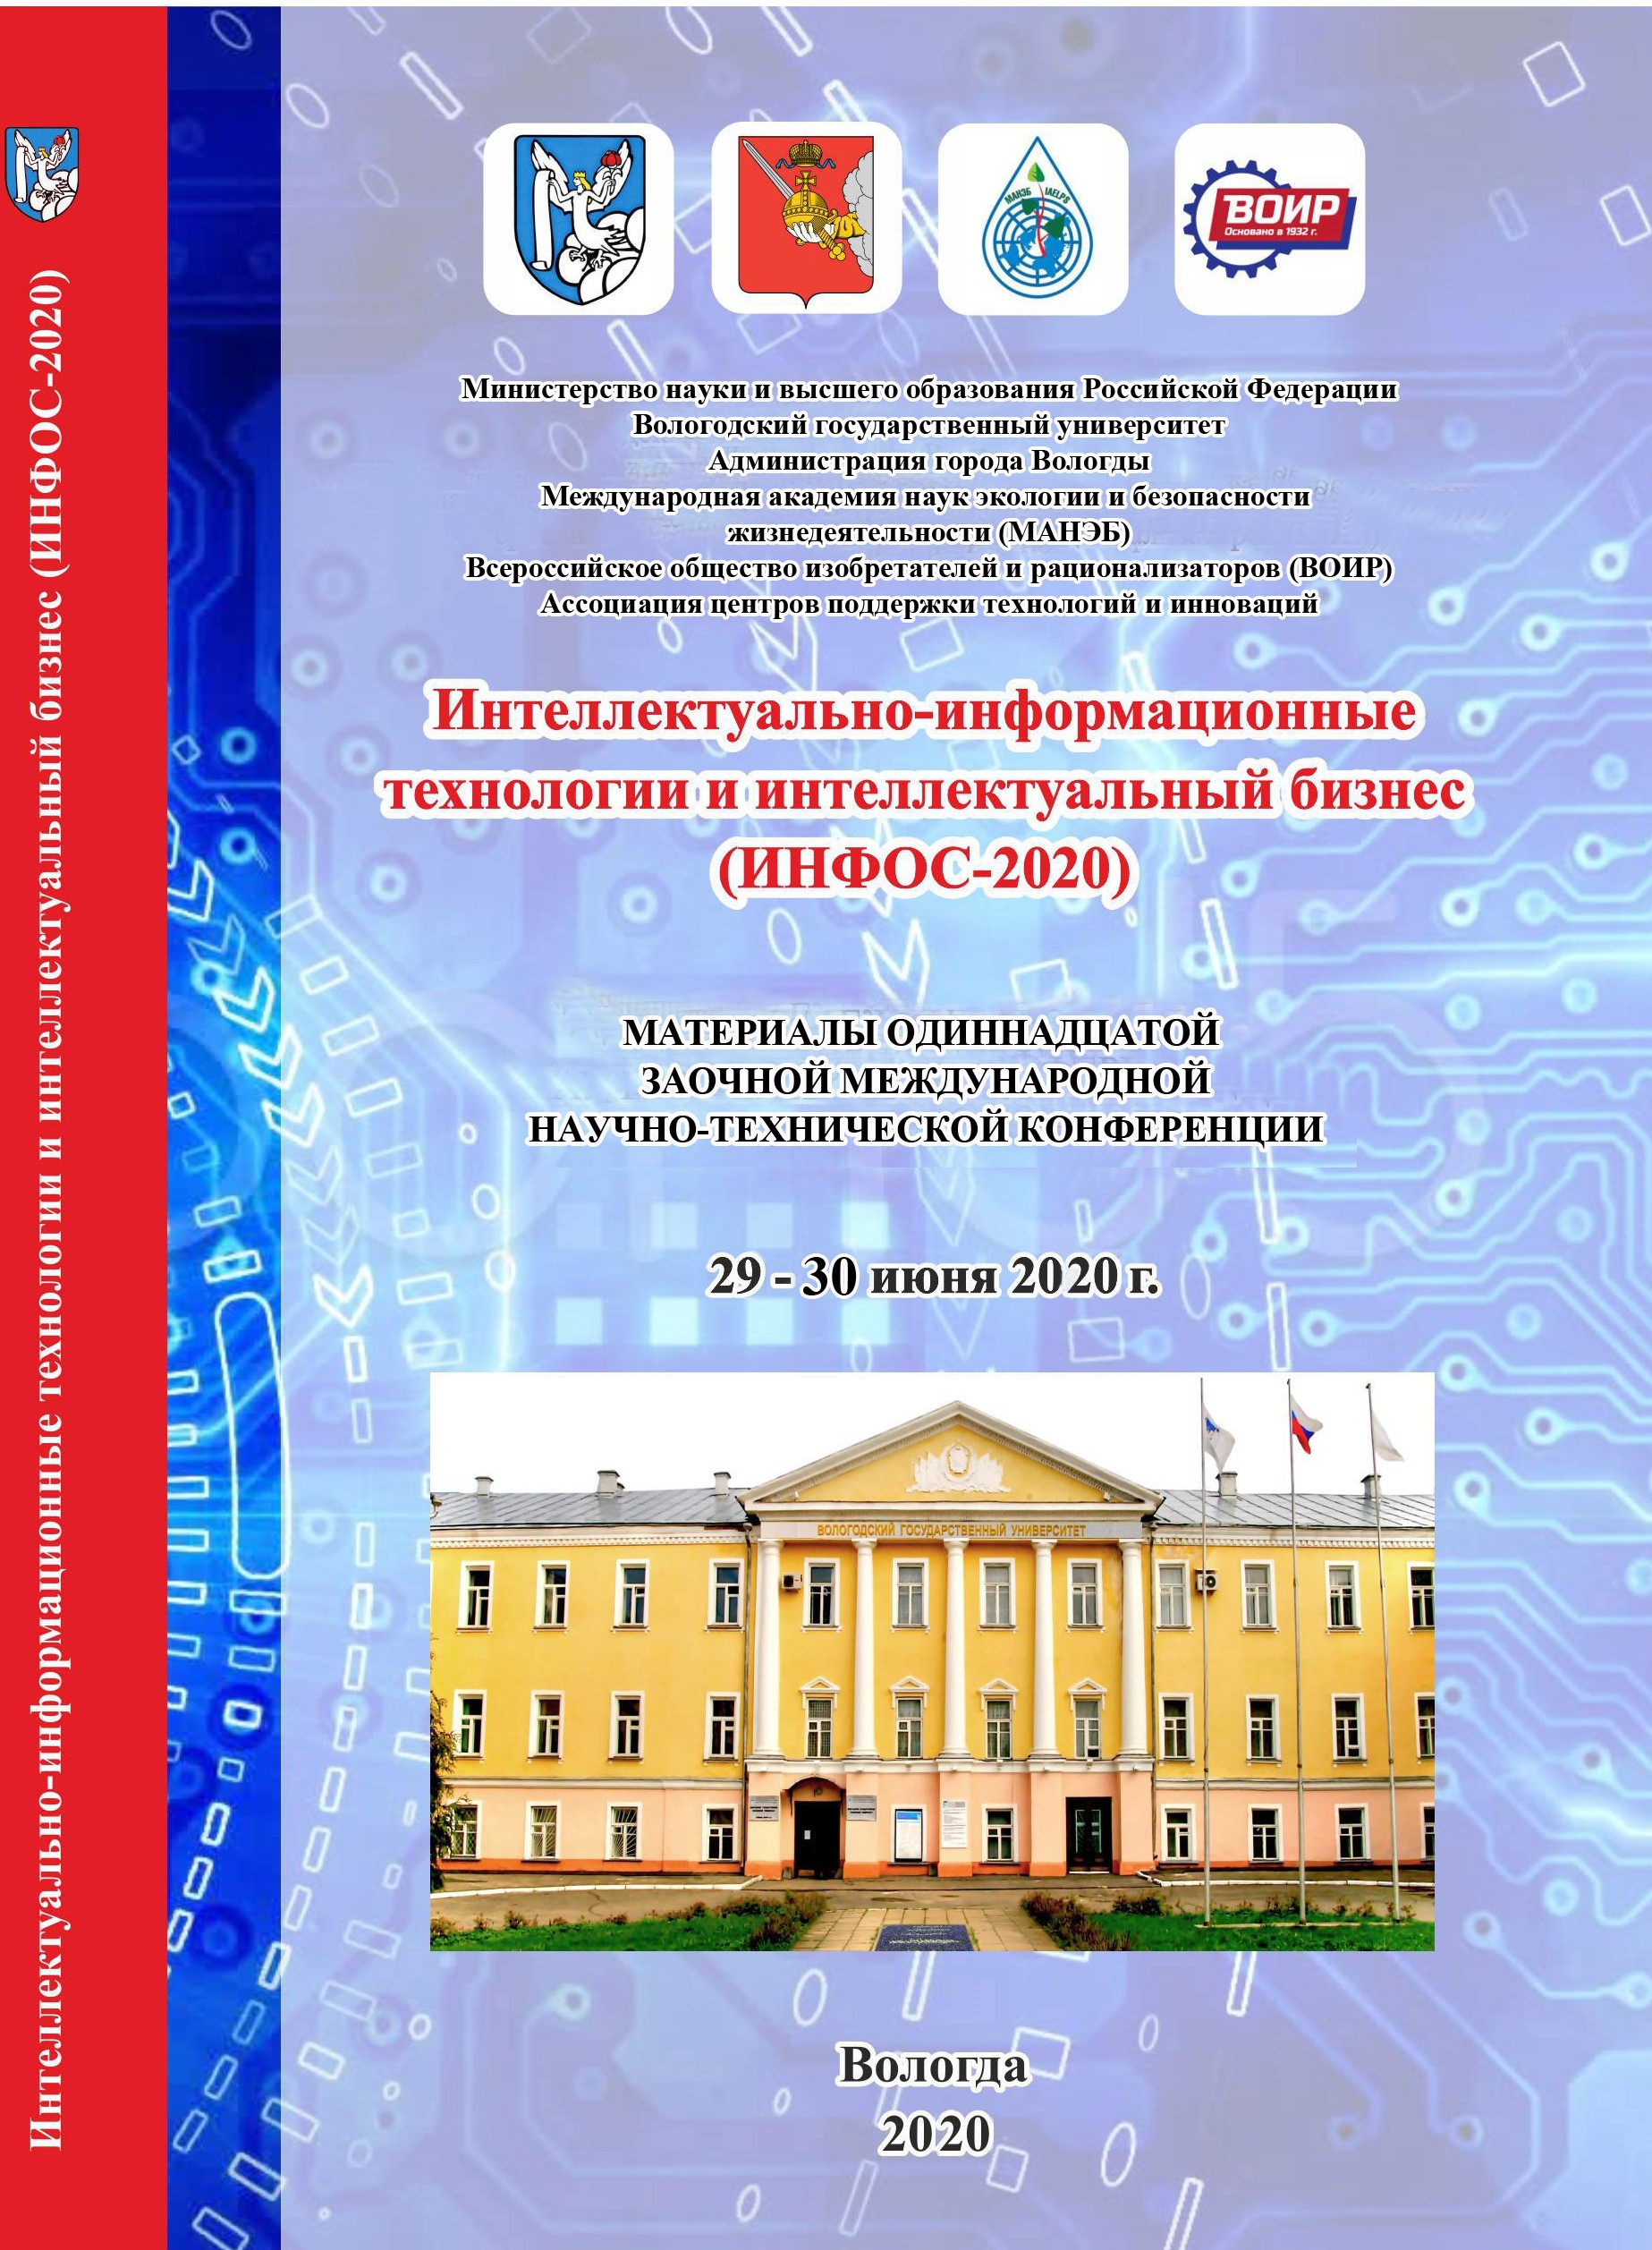 Интеллектуально-информационные технологии и интеллектуальный бизнес (ИНФОС-2020)
МАНЭБ IAELPS
ВОИР
Основано в 1932 г.
Министерство науки и высшего образования Российской Федерации
Вологодский государственный университет
Администрация города Вологды
Международная академия наук экологии и безопасности
жизнедеятельности (МАНЭБ)
Всероссийское общество изобретателей и рационализаторов (ВОИР)
Ассоциация центров поддержки технологий и инноваций
Интеллектуально-информационные
технологии и интеллектуальный бизнес
(ИНФОС-2020)
МАТЕРИАЛЫ ОДИННАДЦАТОЙ
ЗАОЧНОЙ МЕЖДУНАРОДНОЙ
НАУЧНО-ТЕХНИЧЕСКОЙ КОНФЕРЕНЦИИ
29 - 30 июня 2020 г.
ВОЛОГОДСКИЙ ГОСУДАРСТВЕННЫЙ УНИВЕРСИТЕТ
Вологда
2020